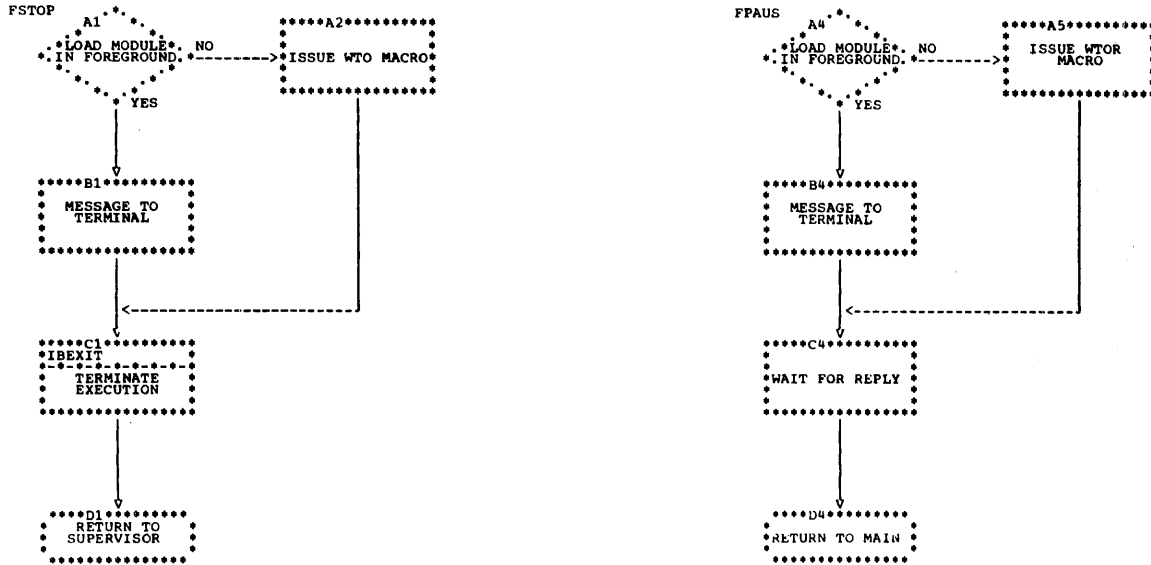 FSTOP
A1
LOAD MODULE
IN FOREGROUND
NO
YES
A2
ISSUE WTO MACRO
B1
MESSAGE TO
TERMINAL
C1
IBEXIT
TERMINATE
EXECUTION
D1
RETURN TO
SUPERVISOR
FPAUS
A4
LOAD MODULE
IN FOREGROUND
NO
YES
A5
ISSUE WTOR
MACRO
B4
MESSAGE TO
TERMINAL
C4
WAIT FOR REPLY
D4
RETURN TO MAIN